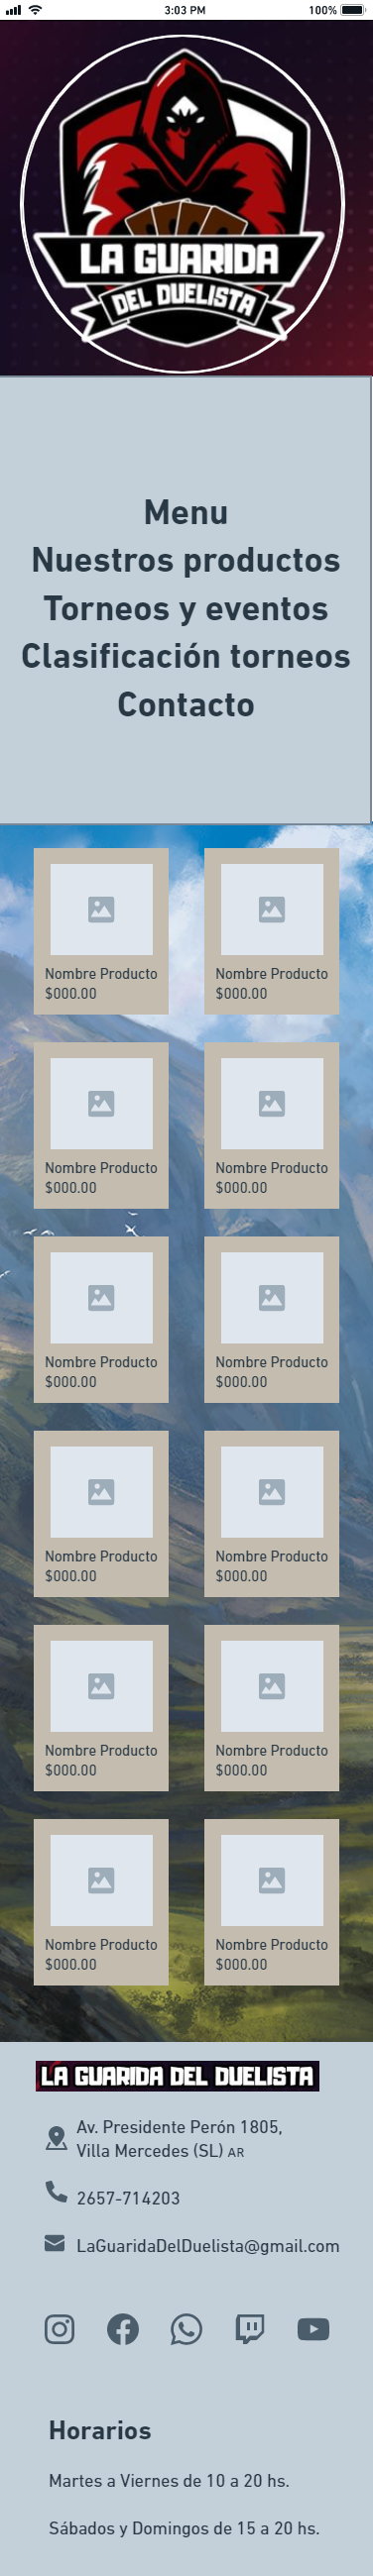 3:03 PM 100%
LA GUARIDA
DEL DUELISTA
Menu
Nuestros productos
Torneos y eventos
Clasificación torneos
Contacto
Nombre Producto
$000.00
Nombre Producto
$000.00
Nombre Producto
$000.00
Nombre Producto
$000.00
Nombre Producto
$000.00
Nombre Producto
$000.00
Nombre Producto
$000.00
Nombre Producto
$000.00
Nombre Producto
$000.00
Nombre Producto
$000.00
Nombre Producto
$000.00
Nombre Producto
$000.00
LA GUARIDA DEL DUELISTA
Av. Presidente Perón 1805,
Villa Mercedes (SL) AR
2657-714203
LaGuaridaDelDuelista@gmail.com
Horarios
Martes a Viernes de 10 a 20 hs.
Sábados y Domingos de 15 a 20 hs.